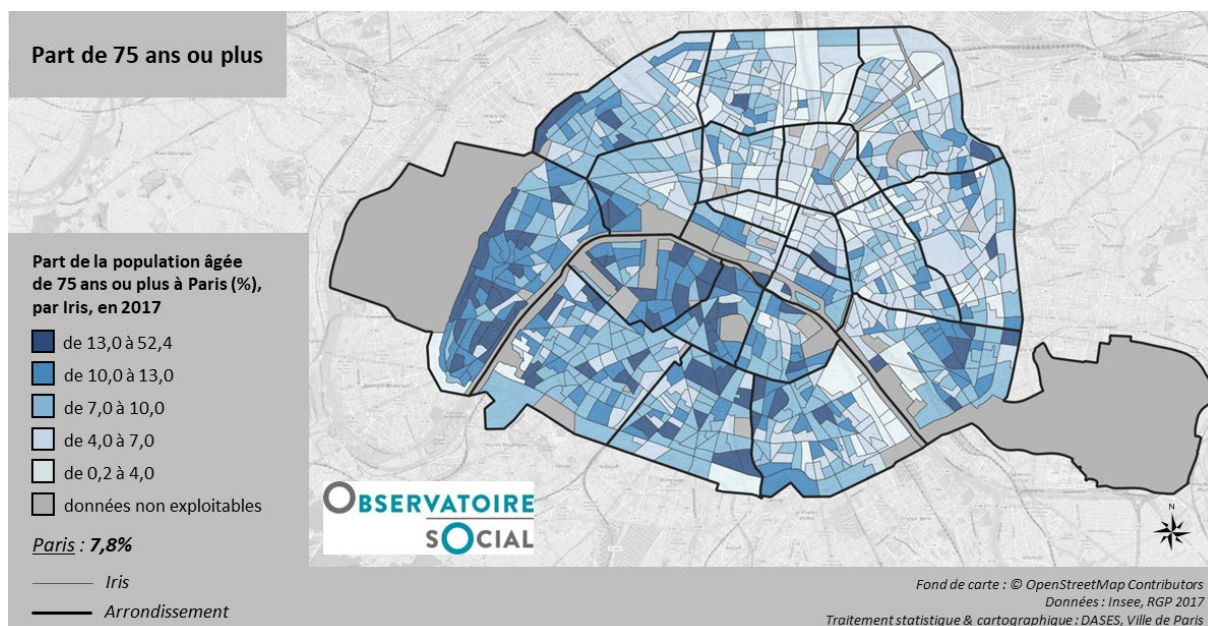 Part de 75 ans ou plus
Part de la population âgée
de 75 ans ou plus à Paris (%),
par Iris, en 2017
de 13,0 à 52,4
de 10,0 à 13,0
de 7,0 à 10,0
de 4,0 à 7,0
de 0,2 à 4,0
données non exploitables
Paris : 7,8%
Iris
Arrondissement
OBSERVATOIRE
SOCIAL
N
Fond de carte : © OpenStreetMap Contributors
Données : Insee, RGP 2017
Traitement statistique & cartographique : DASES, Ville de Paris